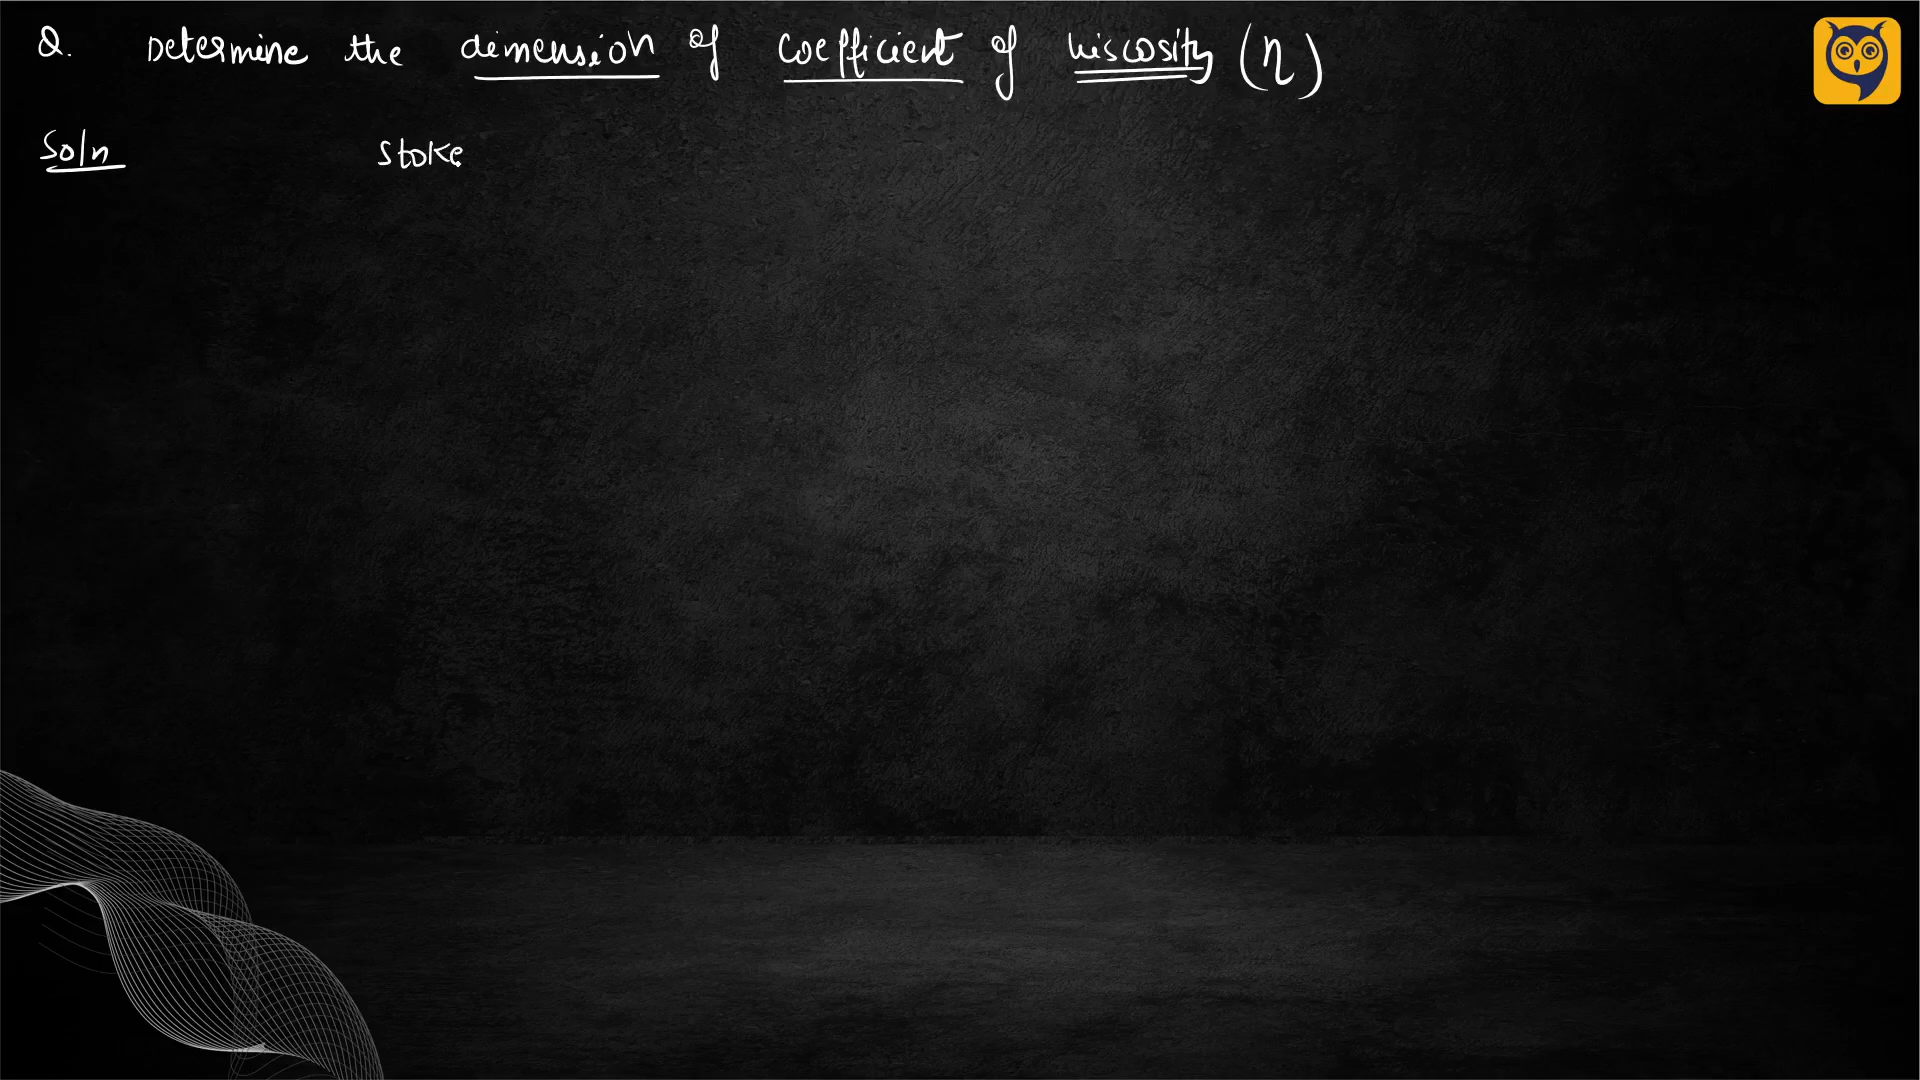 Q. Determine the dimension of coefficient of viscosity (η)
Soln Stoke